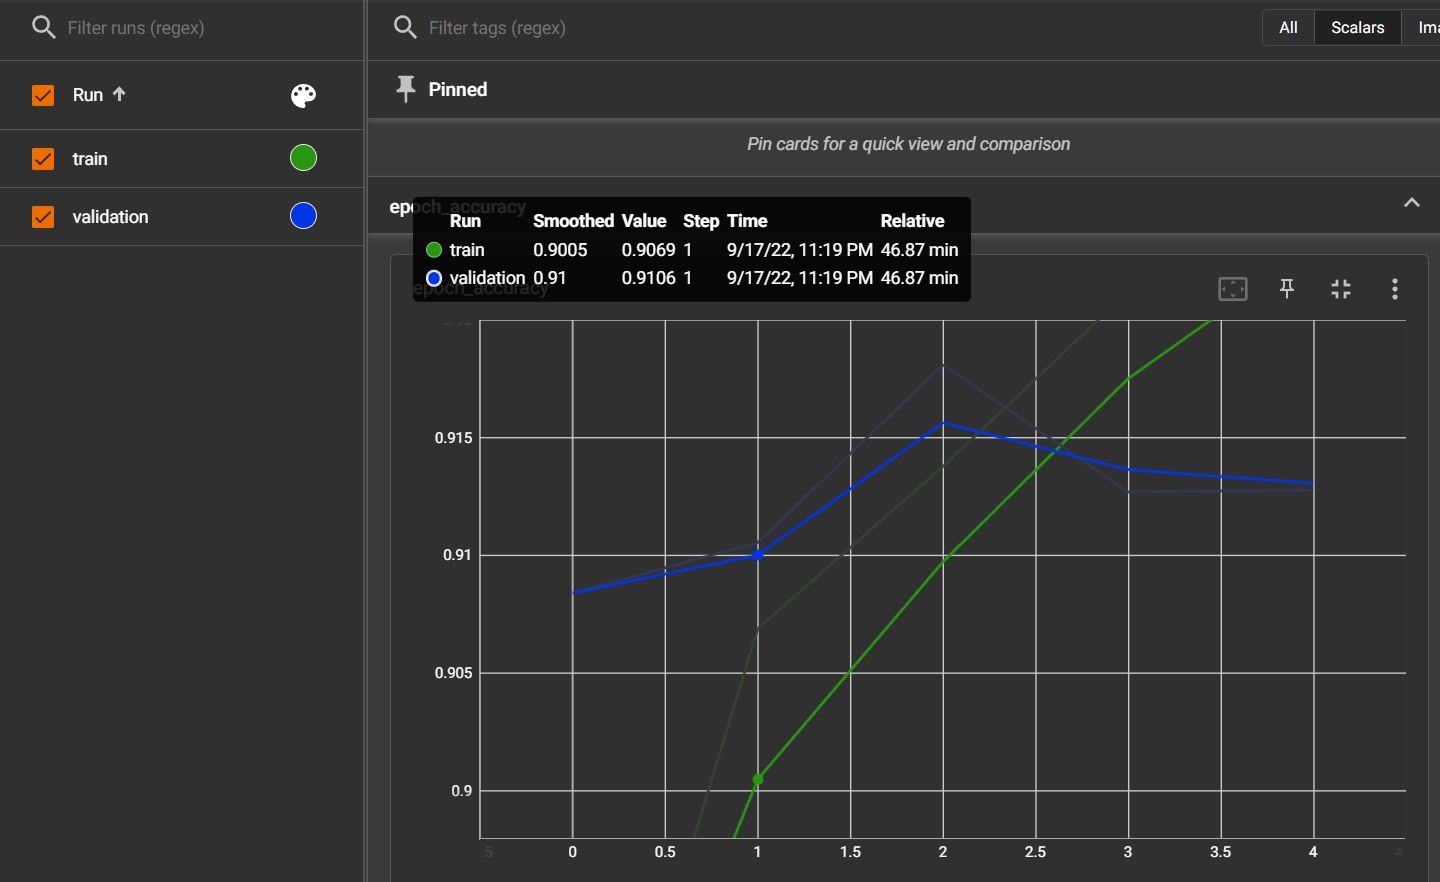 Filter runs (regex)
Filter tags (regex)
All Scalars Ima
Run
Pinned
train
Pin cards for a quick view and comparison
validation
epoch_accuracy
Run Smoothed Value Step Time Relative
train 0.9005 0.9069 1 9/17/22, 11:19 PM 46.87 min
validation 0.91 0.9106 1 9/17/22, 11:19 PM 46.87 min
epoch_accuracy
0.92
0.915
0.91
0.905
0.9
5 0 0.5 1 1.5 2 2.5 3 3.5 4